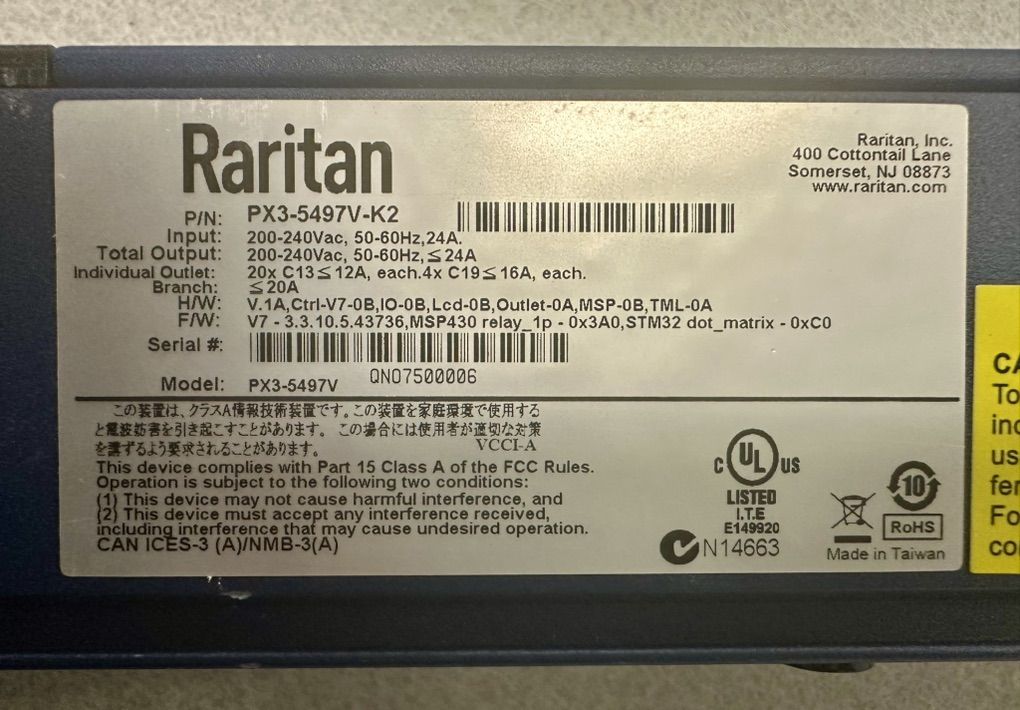 Raritan
Raritan, Inc.
400 Cottontail Lane
Somerset, NJ 08873
www.raritan.com
P/N: PX3-5497V-K2
Input: 200-240Vac, 50-60Hz,24A.
Total Output: 200-240Vac, 50-60Hz,≤24A
Individual Outlet: 20x C13≤12A, each.4x C19≤16A, each.
Branch: ≤20A
H/W: V.1A,Ctrl-V7-0B,IO-0B,Lcd-0B,Outlet-0A,MSP-0B,TML-0A
F/W: V7 - 3.3.10.5.43736,MSP430 relay_1p - 0x3A0,STM32 dot_matrix - 0xC0
Serial #:
QN07500006
Model: PX3-5497V
この装置は、クラスA情報技術装置です。この装置を家庭環境で使用する
と電波妨害を引き起こすことがあります。 この場合には使用者が適切な対策
を講ずるよう要求されることがあります。 VCCI-A
This device complies with Part 15 Class A of the FCC Rules.
Operation is subject to the following two conditions:
(1) This device may not cause harmful interference, and
(2) This device must accept any interference received,
including interference that may cause undesired operation.
CAN ICES-3 (A)/NMB-3(A)
C UL US
LISTED
I.T.E
E149920
N14663
10
RoHS
Made in Taiwan
CA
To
inc
us
fer
Fo
co